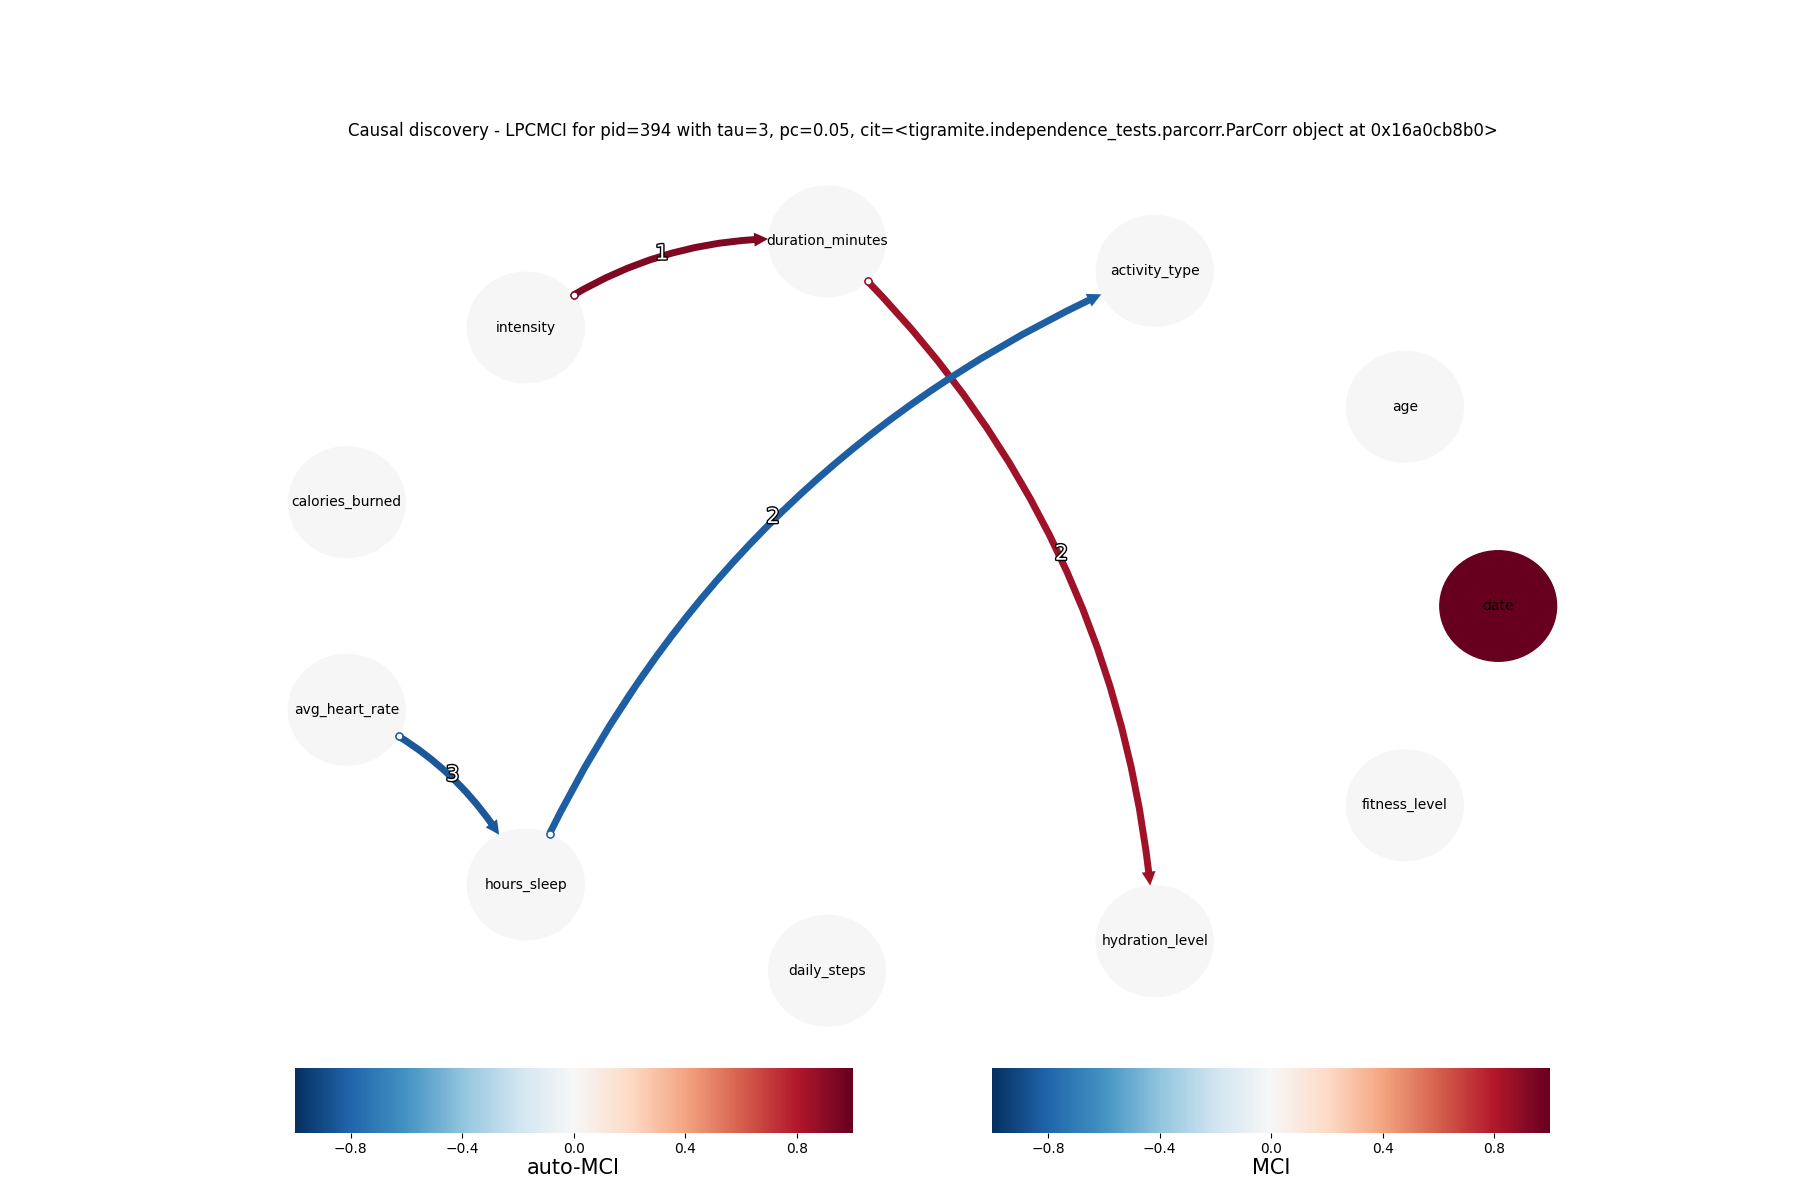 Causal discovery - LPCMCI for pid=394 with tau=3, pc=0.05, cit=<tigramite.independence_tests.parcorr.ParCorr object at 0x16a0cb8b0>
duration_minutes
1
activity_type
intensity
age
calories_burned
2
2
date
avg_heart_rate
3
fitness_level
hours_sleep
hydration_level
daily_steps
−0.8 −0.4 0.0 0.4 0.8
auto-MCI
−0.8 −0.4 0.0 0.4 0.8
MCI